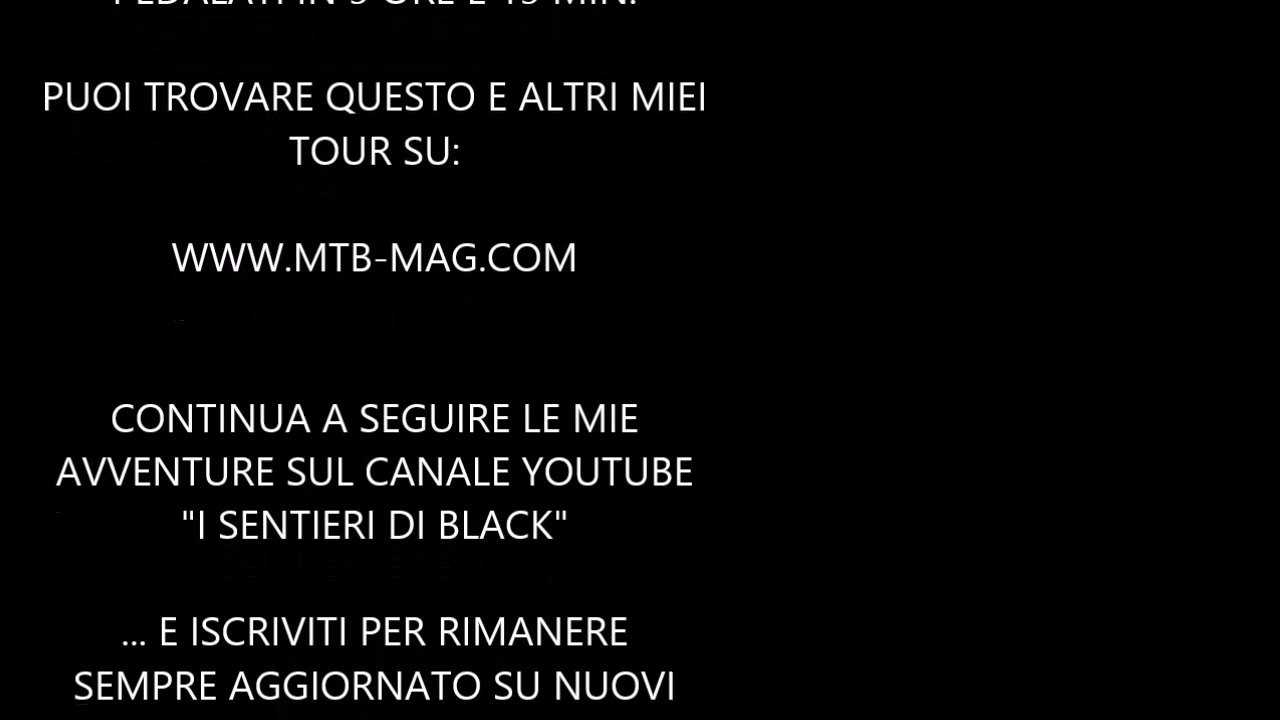 PUOI TROVARE QUESTO E ALTRI MIEI
TOUR SU:
WWW.MTB-MAG.COM
CONTINUA A SEGUIRE LE MIE
AVVENTURE SUL CANALE YOUTUBE
"I SENTIERI DI BLACK"
... E ISCRIVITI PER RIMANERE
SEMPRE AGGIORNATO SU NUOVI